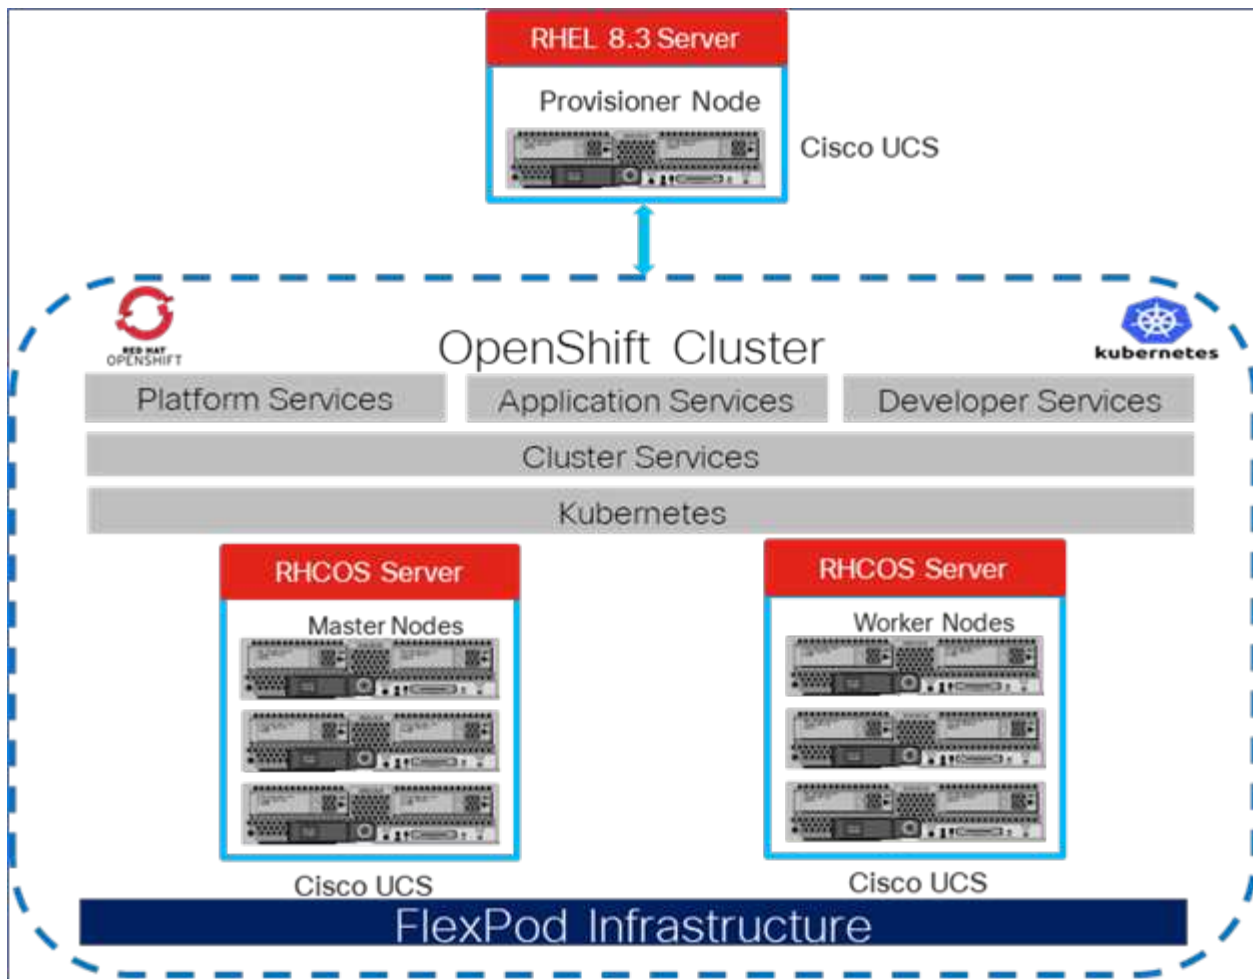 RHEL 8.3 Server
Provisioner Node
Cisco UCS
RED HAT
OPENSHIFT
OpenShift Cluster
kubernetes
Platform Services
Application Services
Developer Services
Cluster Services
Kubernetes
RHCOS Server
Master Nodes
Cisco UCS
RHCOS Server
Worker Nodes
Cisco UCS
FlexPod Infrastructure